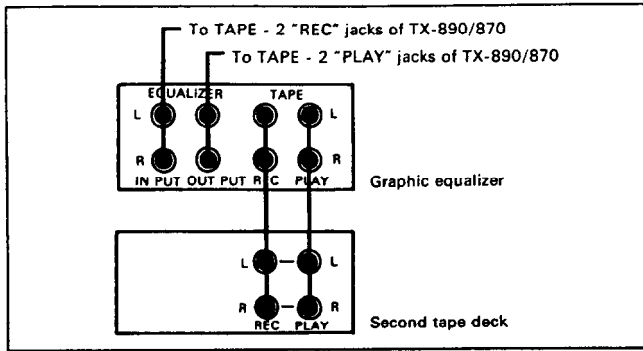 To TAPE - 2 "REC" jacks of TX-890/870
To TAPE - 2 "PLAY" jacks of TX-890/870
EQUALIZER TAPE
L L
R R
IN PUT OUT PUT REC PLAY
Graphic equalizer
L L
R R
REC PLAY
Second tape deck